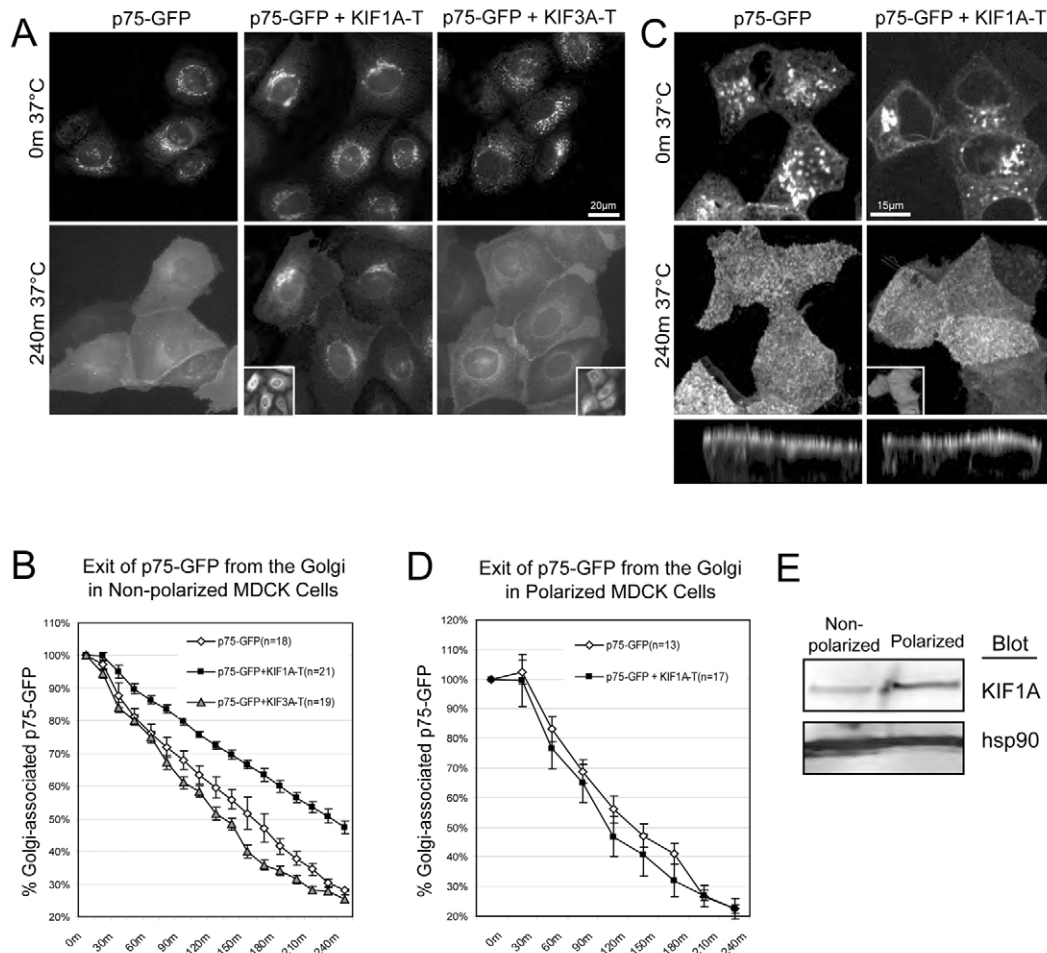 A
p75-GFP
p75-GFP + KIF1A-T
p75-GFP + KIF3A-T
0m 37°C
20µm
240m 37°C
C
p75-GFP
p75-GFP + KIF1A-T
0m 37°C
15µm
240m 37°C
B
Exit of p75-GFP from the Golgi
in Non-polarized MDCK Cells
% Golgi-associated p75-GFP
110%
100%
90%
80%
70%
60%
50%
40%
30%
20%
p75-GFP(n=18)
p75-GFP+KIF1A-T(n=21)
p75-GFP+KIF3A-T(n=19)
0m
30m
60m
90m
120m
150m
180m
210m
240m
D
Exit of p75-GFP from the Golgi
in Polarized MDCK Cells
% Golgi-associated p75-GFP
120%
110%
100%
90%
80%
70%
60%
50%
40%
30%
20%
p75-GFP(n=13)
p75-GFP + KIF1A-T(n=17)
0m
30m
60m
90m
120m
150m
180m
210m
240m
E
Non-
polarized
Polarized
Blot
KIF1A
hsp90